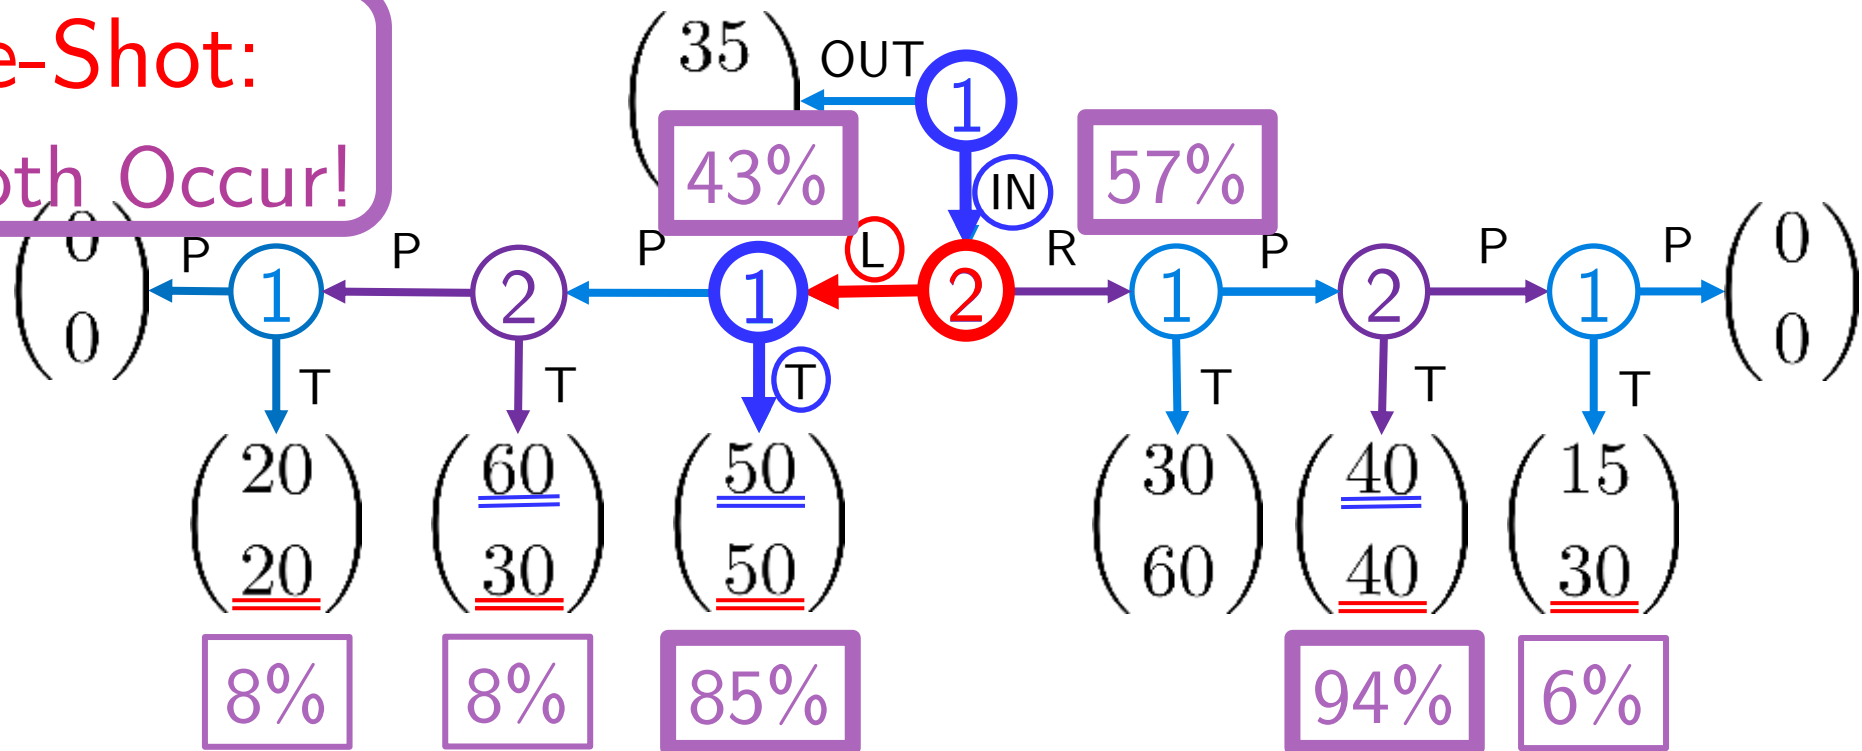 e-Shot:
oth Occur!
35 OUT 1
43% IN 57%
0 P 1 P 2 P 1 L 2 R 1 P 2 P 1 P 0
0 0
T T T T T T
20 60 50 30 40 15
20 30 50 60 40 30
8% 8% 85% 94% 6%